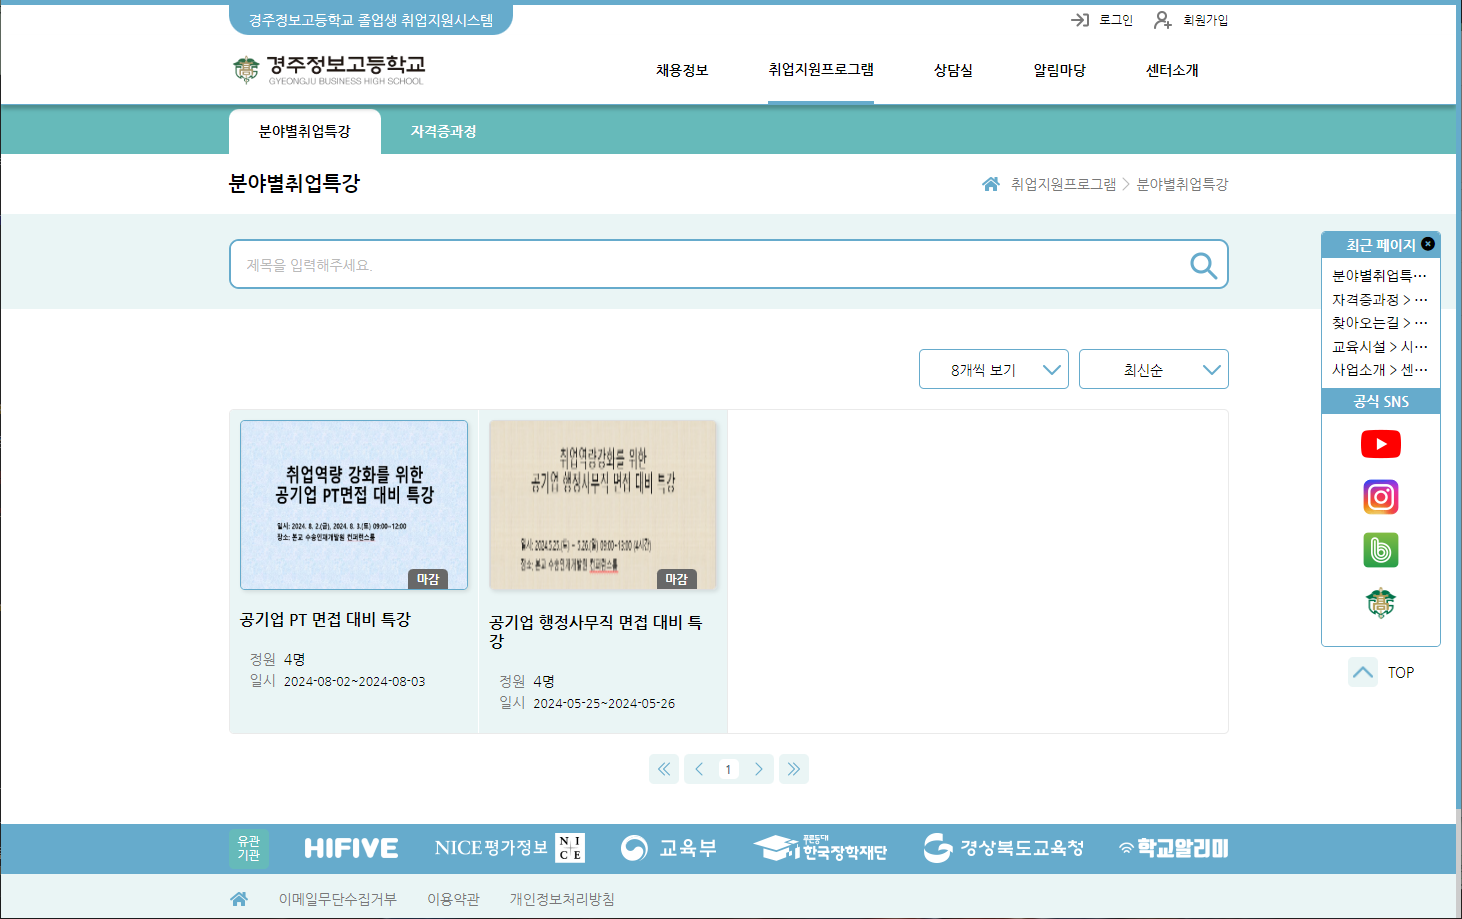 경주정보고등학교 졸업생 취업지원시스템
로그인
회원가입
경주정보고등학교
GYEONGJU BUSINESS HIGH SCHOOL
채용정보
취업지원프로그램
상담실
알림마당
센터소개
분야별취업특강
자격증과정
분야별취업특강
취업지원프로그램 > 분야별취업특강
제목을 입력해주세요.
8개씩 보기
최신순
취업역량 강화를 위한
공기업 PT면접 대비 특강
일시: 2024. 8. 2.(금), 2024. 8. 3.(토) 09:00~12:00
장소: 본교 수송인재개발원 컨퍼런스룸
마감
공기업 PT 면접 대비 특강
정원 4명
일시 2024-08-02~2024-08-03
취업역량강화를 위한
공기업 행정사무직 면접 대비 특강
일시: 2024.5.25.(토) ~ 5.26.(일) 09:00~13:00 (4시간)
장소: 본교 수송인재개발원 컨퍼런스룸
마감
공기업 행정사무직 면접 대비 특
강
정원 4명
일시 2024-05-25~2024-05-26
1
최근 페이지
분야별취업특…
자격증과정 > …
찾아오는길 > …
교육시설 > 시…
사업소개 > 센…
공식 SNS
TOP
유관
기관
HIFIVE
NICE평가정보
NI
CE
교육부
푸른등대
한국장학재단
경상북도교육청
학교알리미
이메일무단수집거부
이용약관
개인정보처리방침